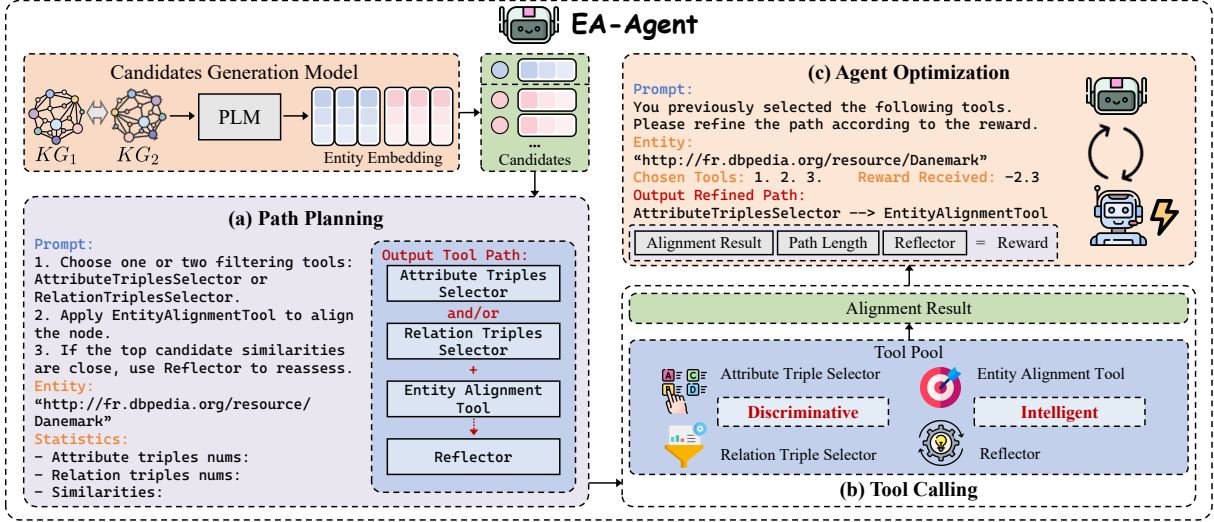 EA-Agent
Candidates Generation Model
KG1
KG2
PLM
Entity Embedding
...
Candidates
(a) Path Planning
Prompt:
1. Choose one or two filtering tools:
AttributeTriplesSelector or
RelationTriplesSelector.
2. Apply EntityAlignmentTool to align
the node.
3. If the top candidate similarities
are close, use Reflector to reassess.
Entity:
“http://fr.dbpedia.org/resource/
Danemark”
Statistics:
- Attribute triples nums:
- Relation triples nums:
- Similarities:
Output Tool Path:
Attribute Triples
Selector
and/or
Relation Triples
Selector
+
Entity Alignment
Tool
Reflector
(c) Agent Optimization
Prompt:
You previously selected the following tools.
Please refine the path according to the reward.
Entity:
“http://fr.dbpedia.org/resource/Danemark”
Chosen Tools: 1. 2. 3. Reward Received: -2.3
Output Refined Path:
AttributeTriplesSelector --> EntityAlignmentTool
Alignment Result Path Length Reflector = Reward
Alignment Result
Tool Pool
A C R D
Attribute Triple Selector
Entity Alignment Tool
Discriminative
Intelligent
Relation Triple Selector
Reflector
(b) Tool Calling